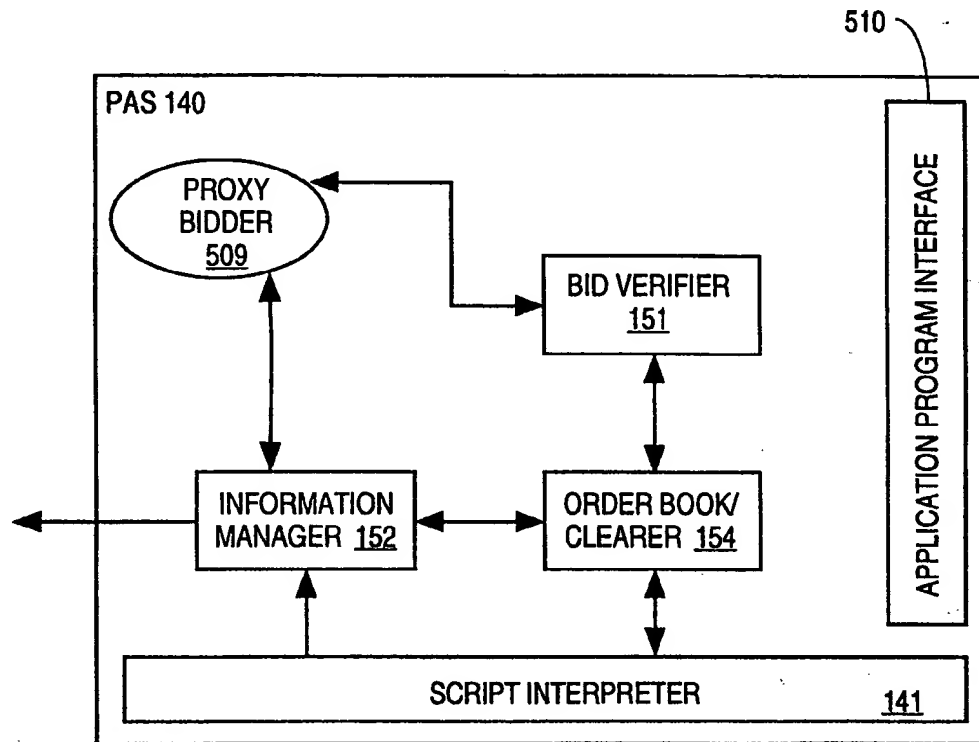 510
PAS 140
PROXY
BIDDER
509
BID VERIFIER
151
APPLICATION PROGRAM INTERFACE
INFORMATION
MANAGER 152
ORDER BOOK/
CLEARER 154
SCRIPT INTERPRETER
141